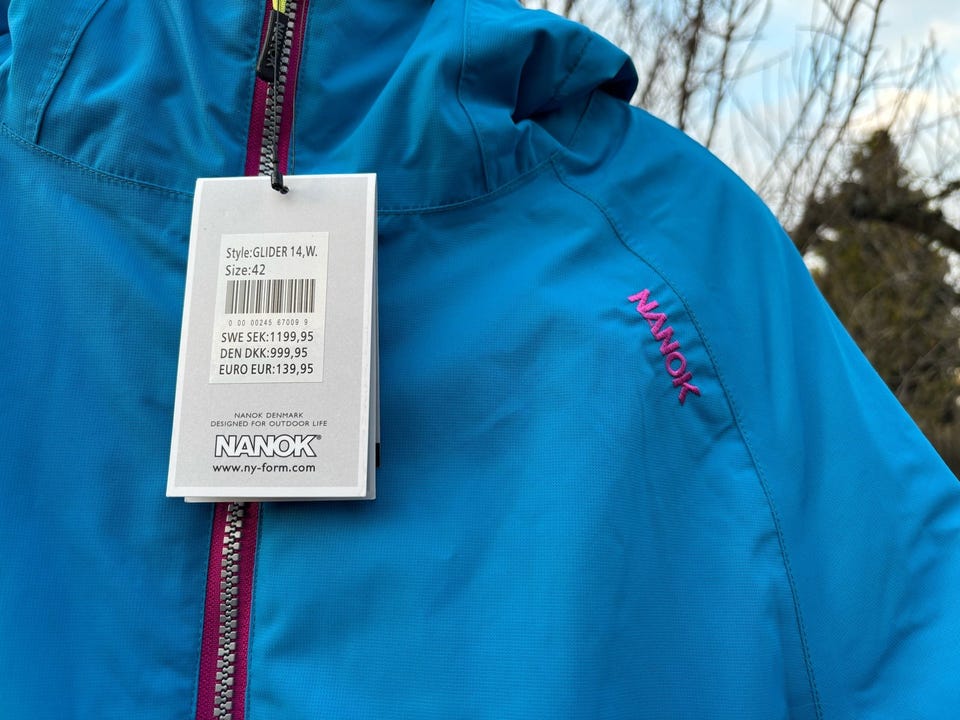 NANOK
Style:GLIDER 14,W.
Size:42
0 00 00245 67009 9
SWE SEK:1199,95
DEN DKK:999,95
EURO EUR:139,95
NANOK DENMARK
DESIGNED FOR OUTDOOR LIFE
NANOK®
www.ny-form.com
NANOK